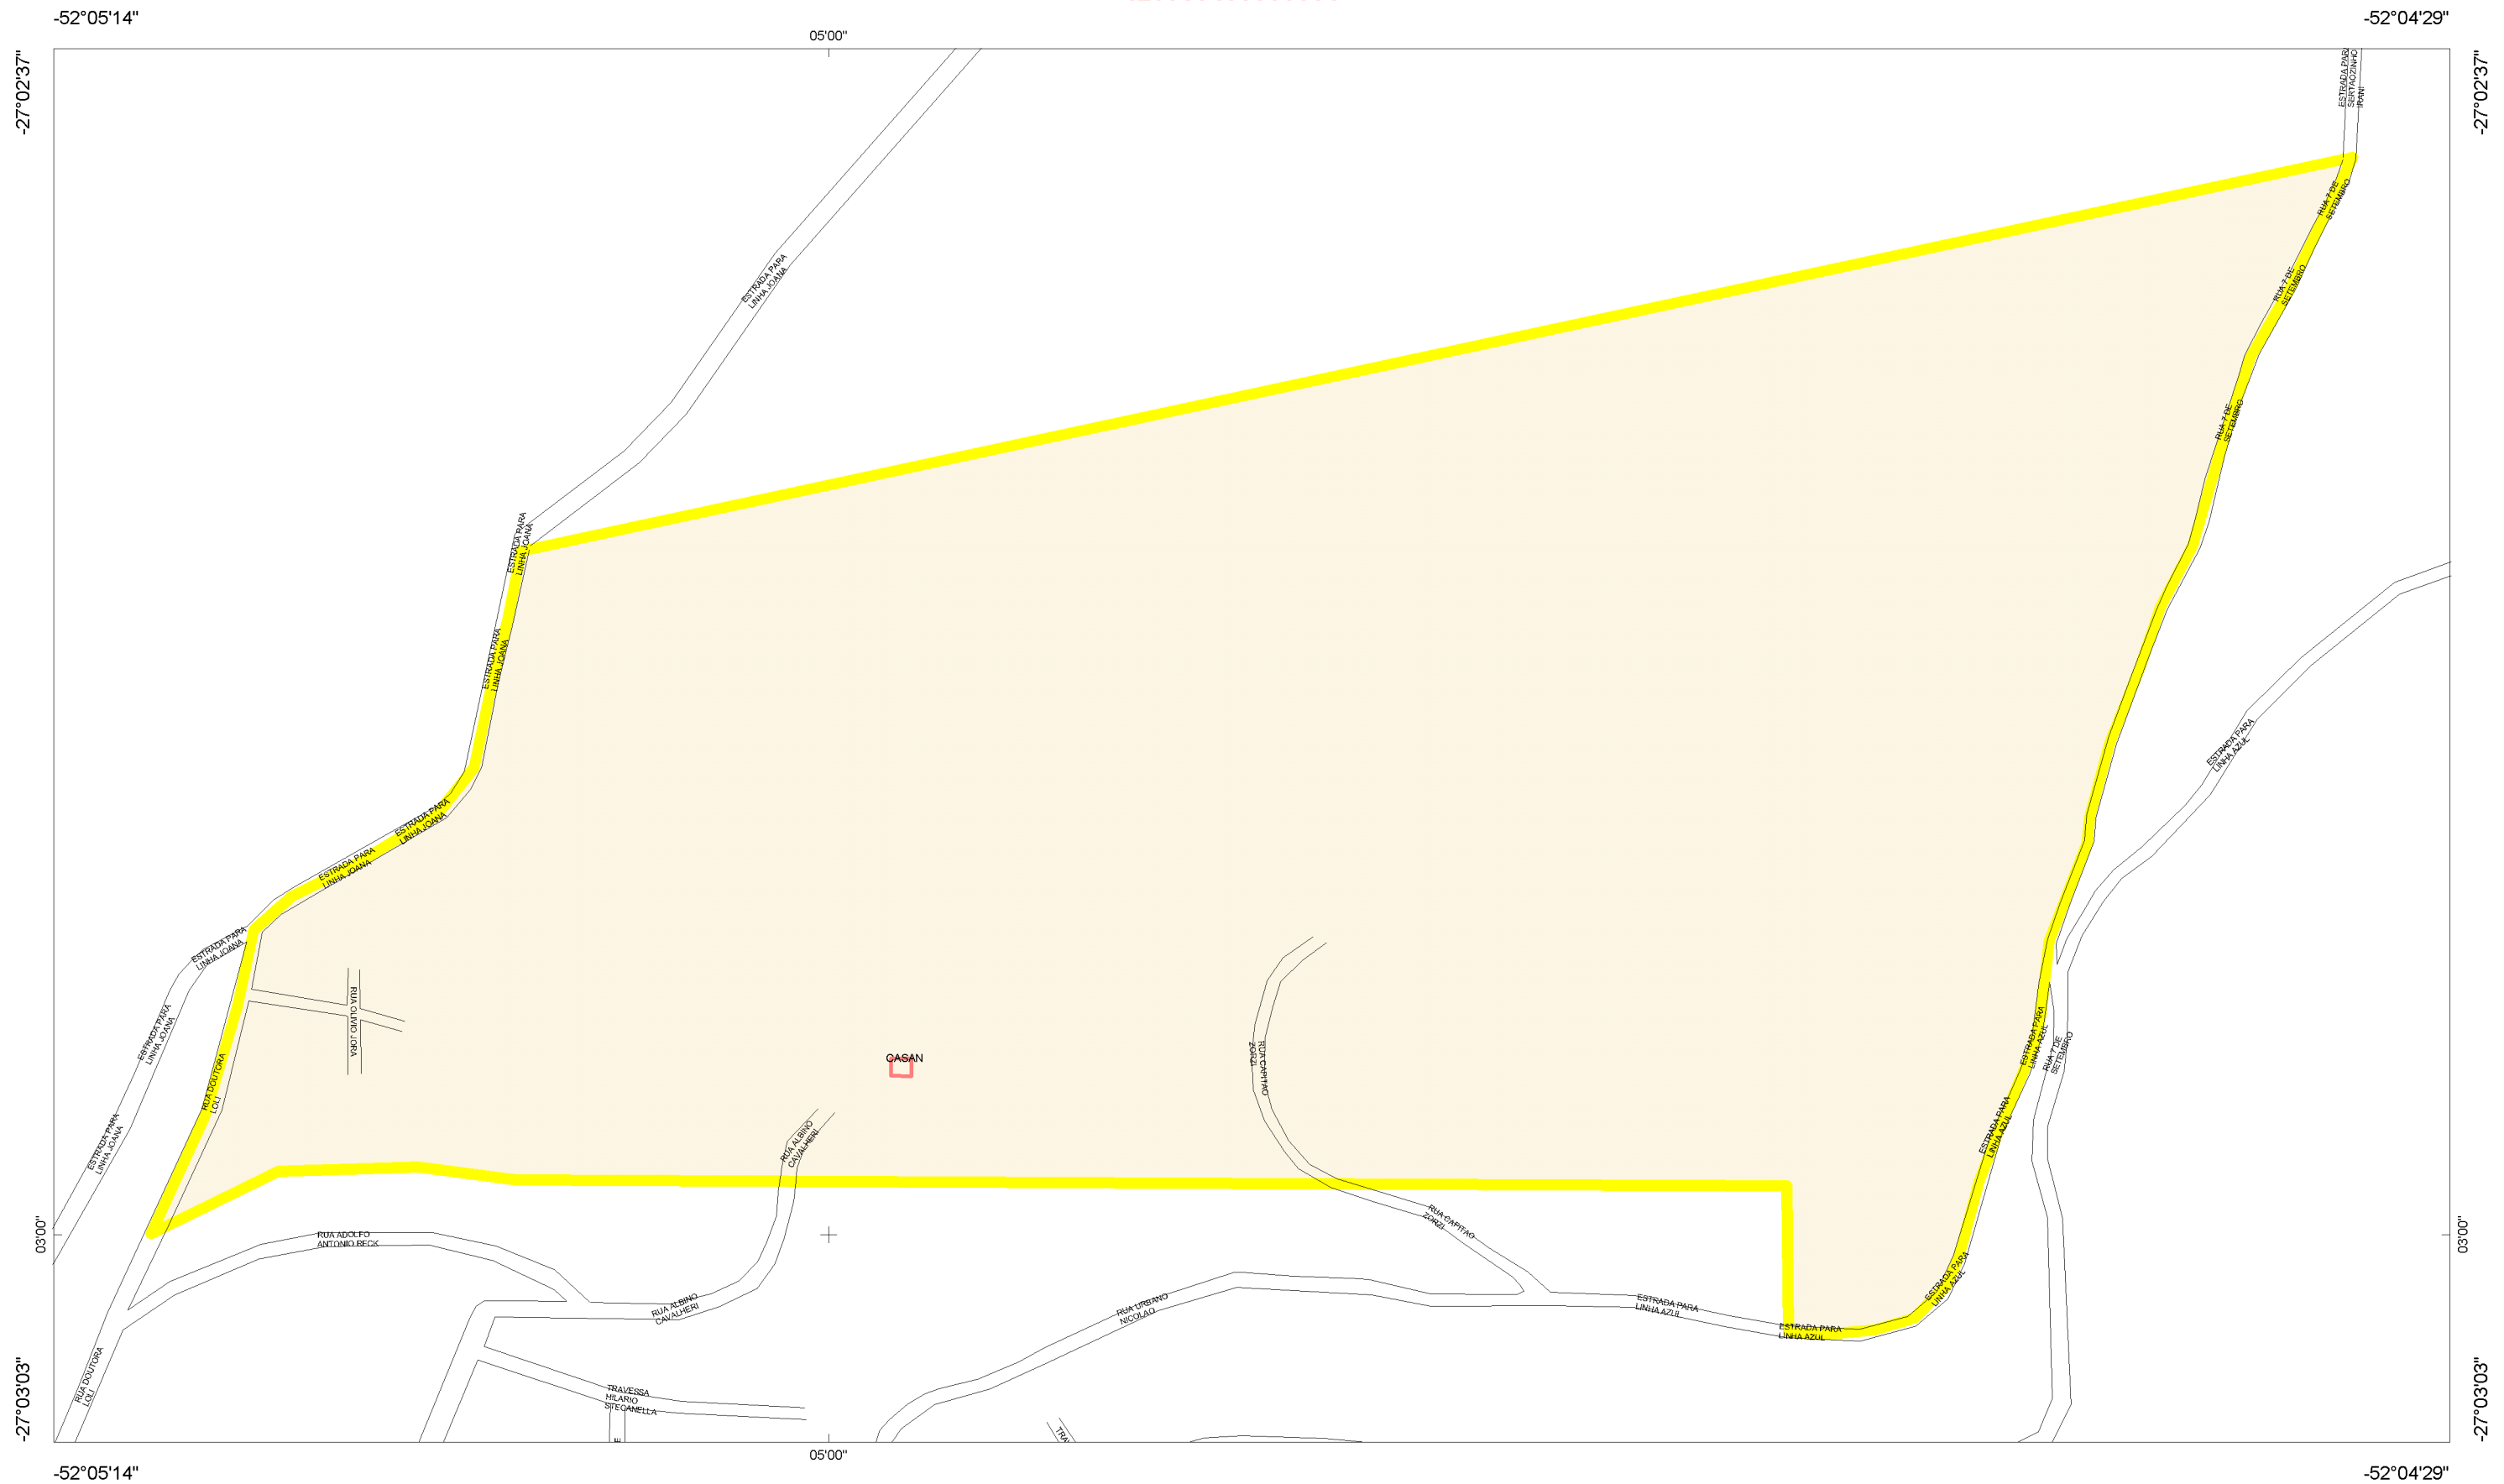 -52°05'14"
-52°04'29"
05'00"
-27°02'37"
-27°02'37"
ESTRADA PARA
SERTAOZINHO
IRANI
RUA 7 DE
SETEMBRO
ESTRADA PARA
LINHA JOANA
RUA 7 DE
SETEMBRO
RUA 7 DE
SETEMBRO
ESTRADA PARA
LINHA JOANA
ESTRADA PARA
LINHA JOANA
ESTRADA PARA
LINHA AZUL
ESTRADA PARA
LINHA JOANA
ESTRADA PARA
LINHA JOANA
ESTRADA PARA
LINHA JOANA
ESTRADA PARA
LINHA JOANA
RUA OLIVIO JORA
CASAN
RUA CAPITAO
ZORZI
ESTRADA PARA
LINHA AZUL
RUA 7 DE
SETEMBRO
RUA DOUTORA
LOLI
ESTRADA PARA
LINHA JOANA
RUA ALBINO
CAVALHERI
ESTRADA PARA
LINHA AZUL
RUA CAPITAO
ZORZI
03'00"
03'00"
RUA ADOLFO
ANTONIO RECK
ESTRADA PARA
LINHA AZUL
RUA ALBINO
CAVALHERI
RUA URBANO
NICOLAO
ESTRADA PARA
LINHA AZUL
ESTRADA PARA
LINHA AZUL
RUA DOUTORA
LOLI
TRAVESSA
HILARIO
STECANELLA
-27°03'03"
-27°03'03"
05'00"
-52°05'14"
-52°04'29"